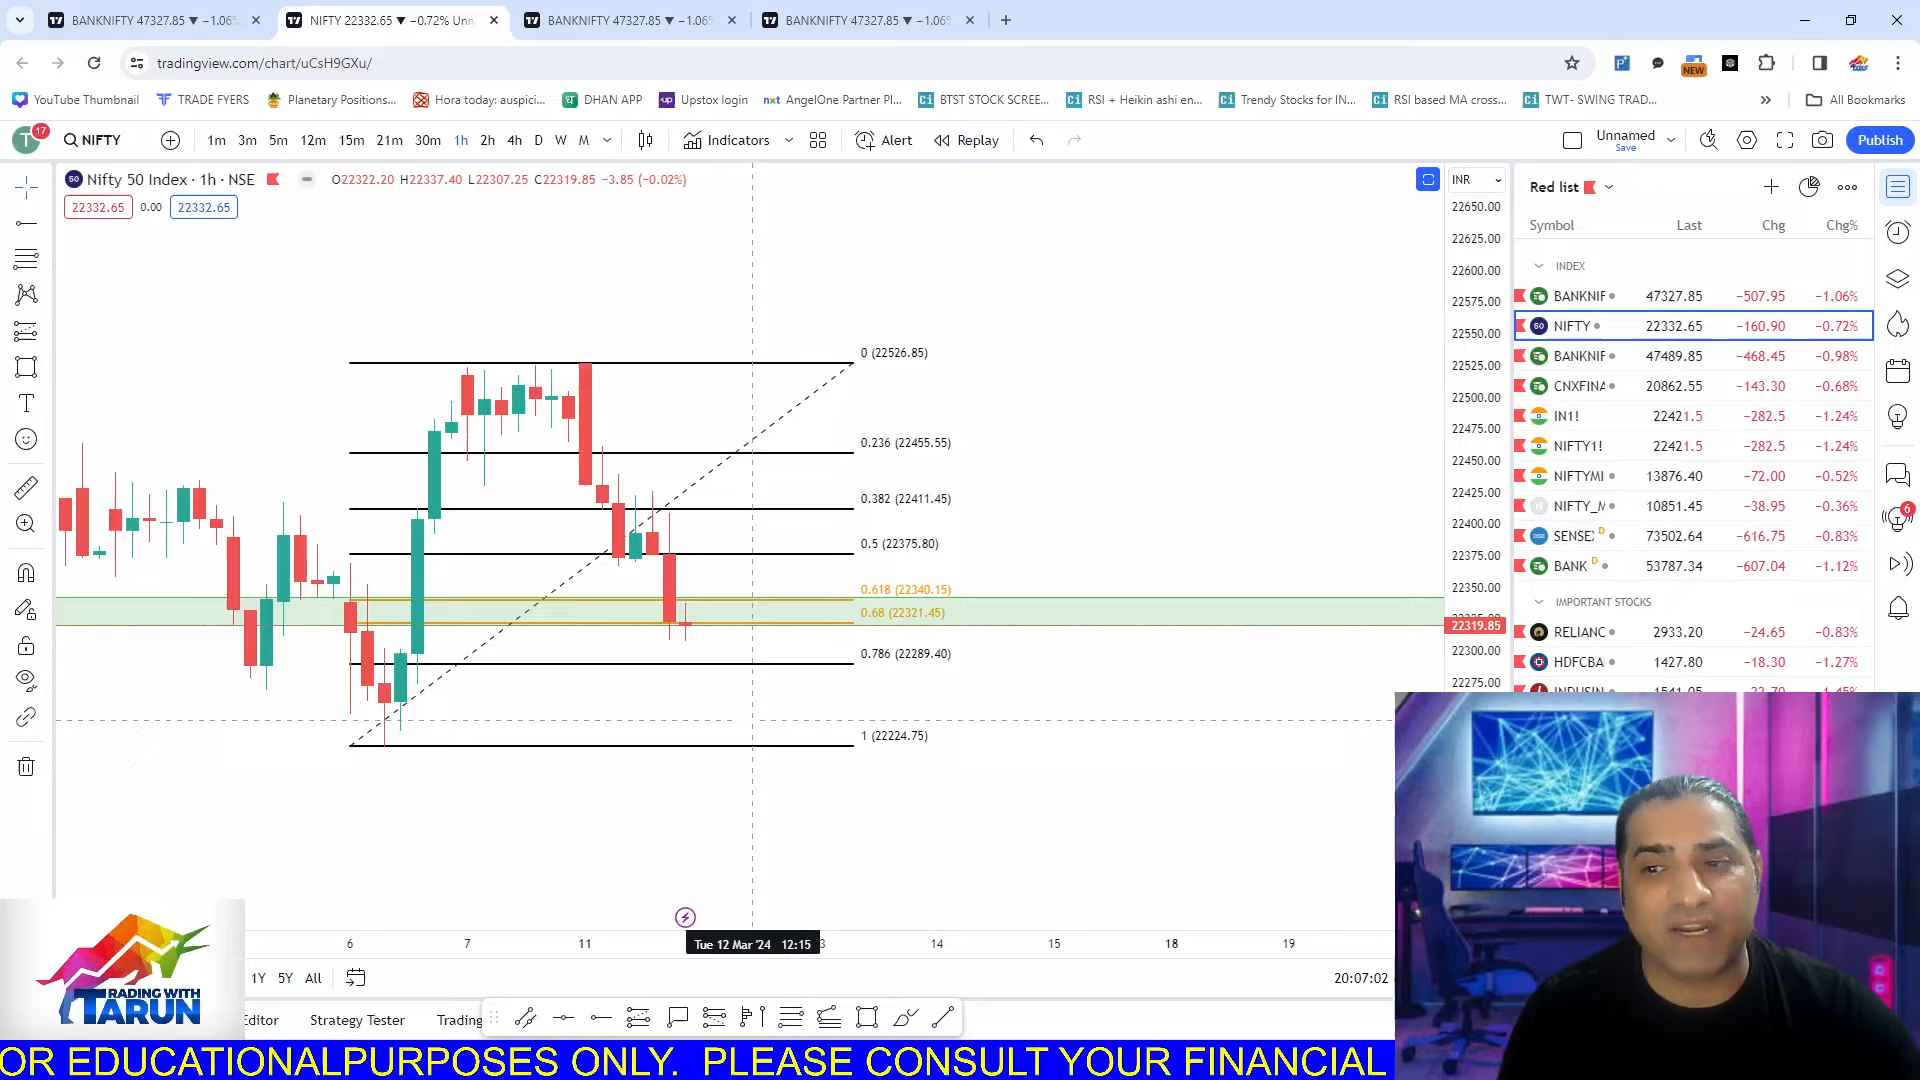 BANKNIFTY 47327.85 ▼ −1.06%
NIFTY 22332.65 ▼ −0.72% Unn
BANKNIFTY 47327.85 ▼ −1.06%
BANKNIFTY 47327.85 ▼ −1.06%
tradingview.com/chart/uCsH9GXu/
NEW
YouTube Thumbnail
TRADE FYERS
Planetary Positions...
Hora today: auspici...
DHAN APP
Upstox login
AngelOne Partner Pl...
BTST STOCK SCREE...
RSI + Heikin ashi en...
Trendy Stocks for IN...
RSI based MA cross...
TWT- SWING TRAD...
All Bookmarks
T 17
NIFTY
1m 3m 5m 12m 15m 21m 30m 1h 2h 4h D W M
Indicators
Alert
Replay
Unnamed
Save
Publish
Nifty 50 Index · 1h · NSE
O22322.20 H22337.40 L22307.25 C22319.85 −3.85 (−0.02%)
22332.65 0.00 22332.65
INR
22650.00
22625.00
22600.00
22575.00
22550.00
22525.00
22500.00
22475.00
22450.00
22425.00
22400.00
22375.00
22350.00
22319.85
22300.00
22275.00
0 (22526.85)
0.236 (22455.55)
0.382 (22411.45)
0.5 (22375.80)
0.618 (22340.15)
0.68 (22321.45)
0.786 (22289.40)
1 (22224.75)
Red list
Symbol Last Chg Chg%
INDEX
BANKNIF 47327.85 −507.95 −1.06%
NIFTY 22332.65 −160.90 −0.72%
BANKNIF 47489.85 −468.45 −0.98%
CNXFINA 20862.55 −143.30 −0.68%
IN1! 22421.5 −282.5 −1.24%
NIFTY1! 22421.5 −282.5 −1.24%
NIFTYMI 13876.40 −72.00 −0.52%
NIFTY_M 10851.45 −38.95 −0.36%
SENSE D 73502.64 −616.75 −0.83%
BANK D 53787.34 −607.04 −1.12%
IMPORTANT STOCKS
RELIANC 2933.20 −24.65 −0.83%
HDFCBA 1427.80 −18.30 −1.27%
6
6 7 11
Tue 12 Mar '24 12:15
3 14 15 18 19
1Y 5Y All
20:07:02
Editor
Strategy Tester
Trading
RADING WITH
TARUN
OR EDUCATIONALPURPOSES ONLY. PLEASE CONSULT YOUR FINANCIAL